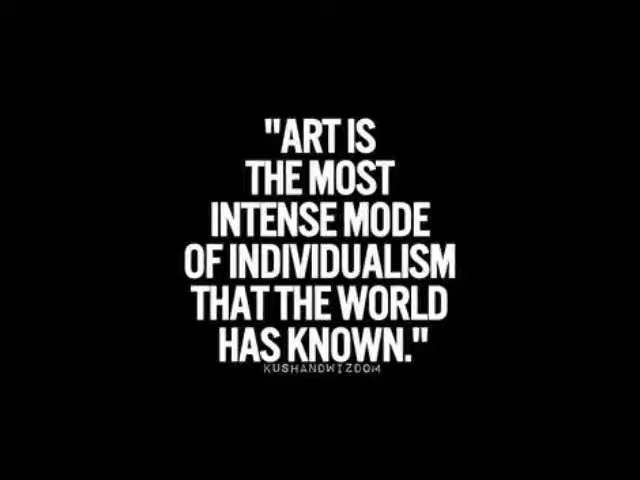 "ART IS
THE MOST
INTENSE MODE
OF INDIVIDUALISM
THAT THE WORLD
HAS KNOWN."
KUSHANDWIZDOM